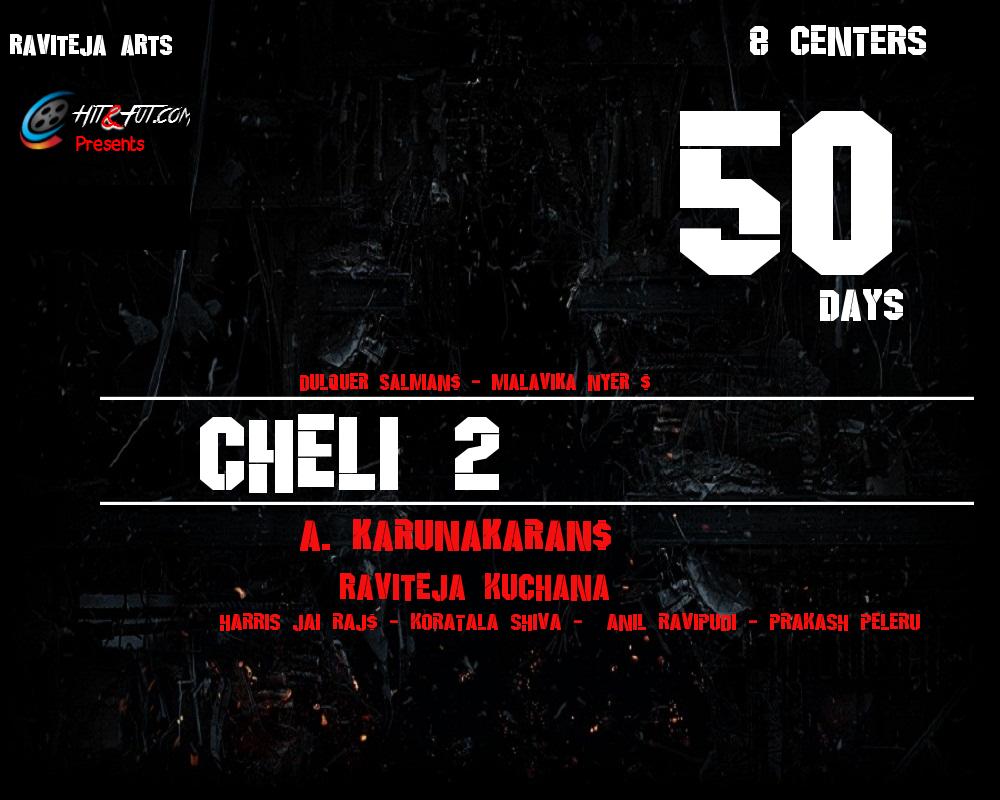 RAVITEJA ARTS
8 CENTERS
HIT&FUT.COM
Presents
50
DAYS
DULQUER SALMAN$ - MALAVIKA NYER $
CHELI 2
A. KARUNAKARAN$
RAVITEJA KUCHANA
HARRIS JAI RAJ$ - KORATALA SHIVA - ANIL RAVIPUDI - PRAKASH PELERU